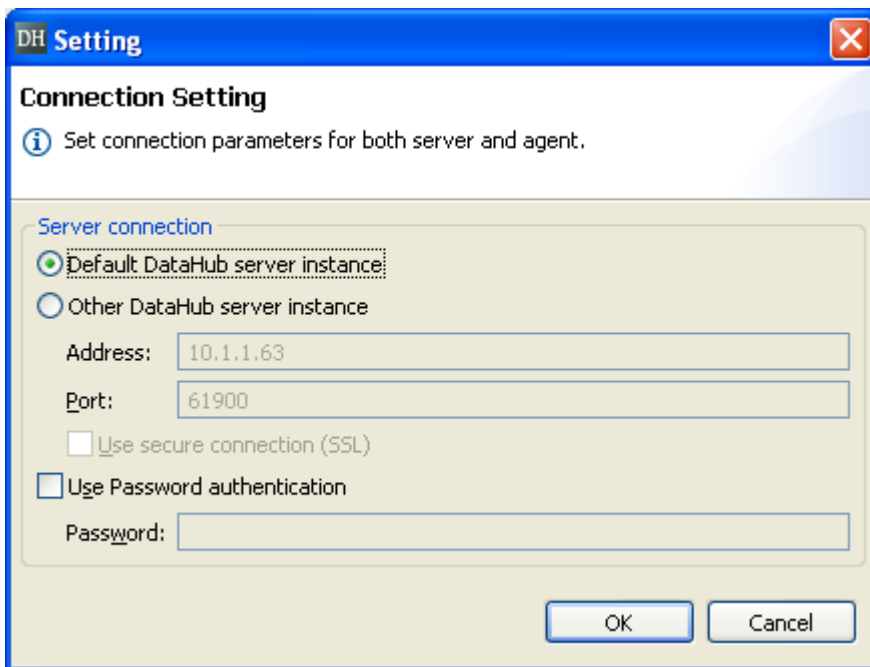 DH Setting
Connection Setting
Set connection parameters for both server and agent.
Server connection
Default DataHub server instance
Other DataHub server instance
Address: 10.1.1.63
Port: 61900
Use secure connection (SSL)
Use Password authentication
Password:
OK Cancel